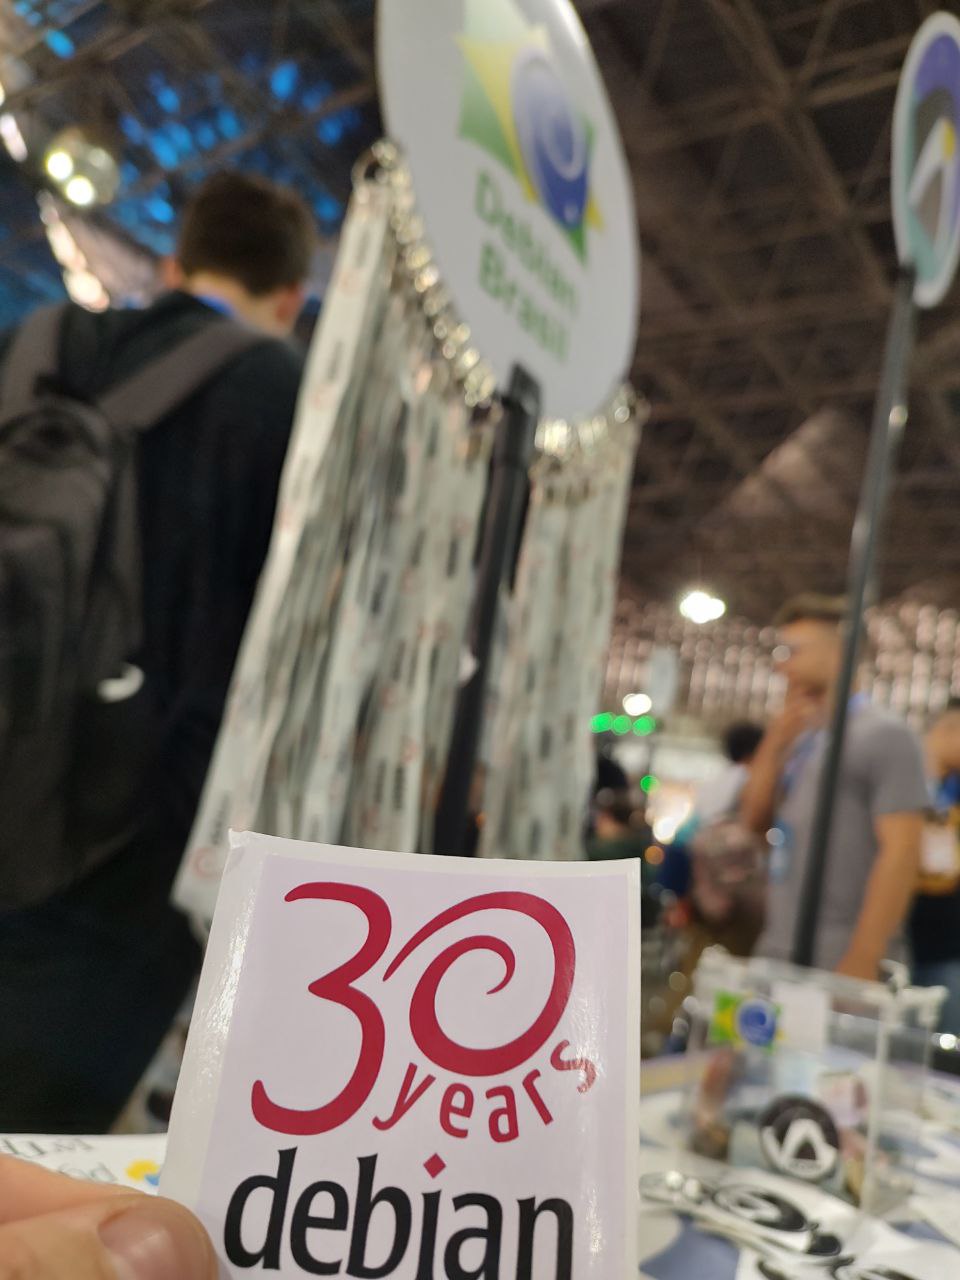 Debian
Brasil
30
years
debian